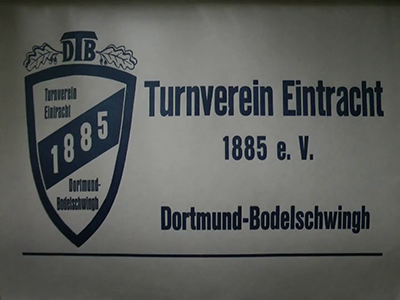 DTB
Turnverein
Eintracht
1885
Dortmund-
Bodelschwingh
Turnverein Eintracht
1885 e. V.
Dortmund-Bodelschwingh